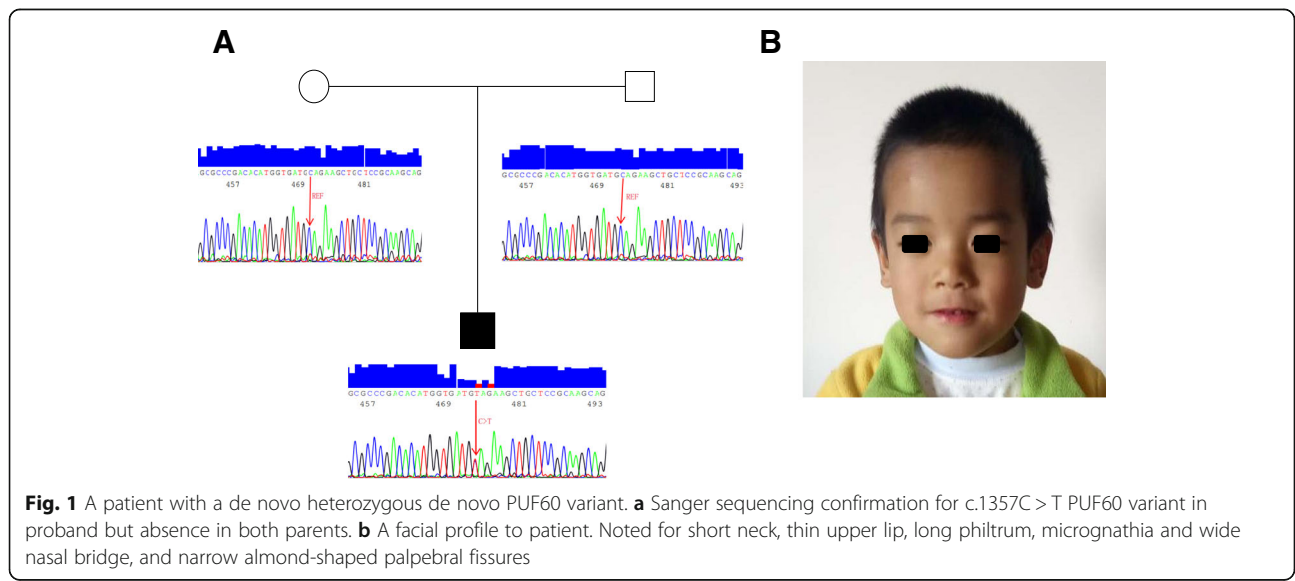 A
B
GCGCCCGACACATGGTGATGCAGAAGCTGCTCCGCAAGCAG
457 469 481
REF
GCGCCCGACACATGGTGATGCAGAAGCTGCTCCGCAAGCAG
457 469 481 493
REF
GCGCCCGACACATGGTGATGTAGAAGCTGCTCCGCAAGCAG
457 469 481 493
C>T
Fig. 1 A patient with a de novo heterozygous de novo PUF60 variant. a Sanger sequencing confirmation for c.1357C > T PUF60 variant in
proband but absence in both parents. b A facial profile to patient. Noted for short neck, thin upper lip, long philtrum, micrognathia and wide
nasal bridge, and narrow almond-shaped palpebral fissures